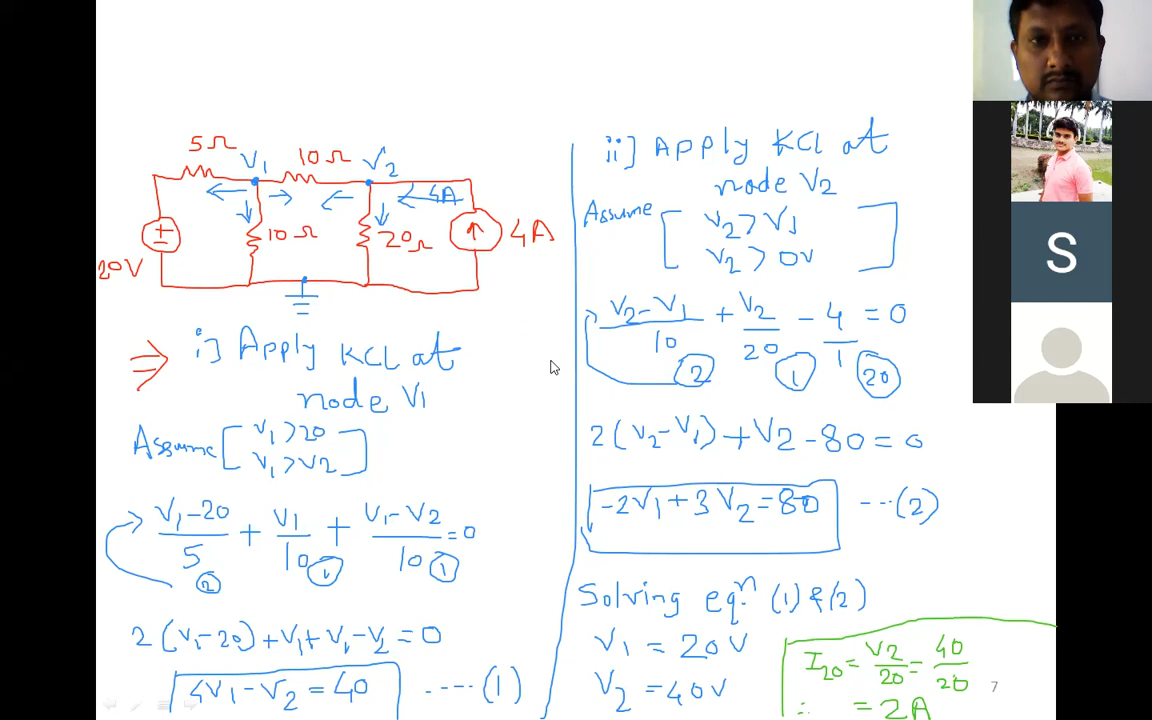 5Ω
V1
10Ω
V2
4A
20V
10Ω
20Ω
4A
i] Apply KCL at
node V1
Assume [ V1 > 20
V1 > V2 ]
V1-20/5 + V1/10 + V1-V2/10 = 0
2 1 1
2(V1-20)+V1+V1-V2=0
4V1-V2=40 ----(1)
ii] Apply KCL at
node V2
Assume [ V2 > V1
V2 > 0V ]
V2-V1/10 + V2/20 - 4/1 = 0
2 1 20
2(V2-V1)+V2-80=0
-2V1+3V2=80 ---(2)
Solving eqn. (1) & (2)
V1 = 20V
V2 = 40V
I20 = V2/20 = 40/20
∴ = 2A
7
S